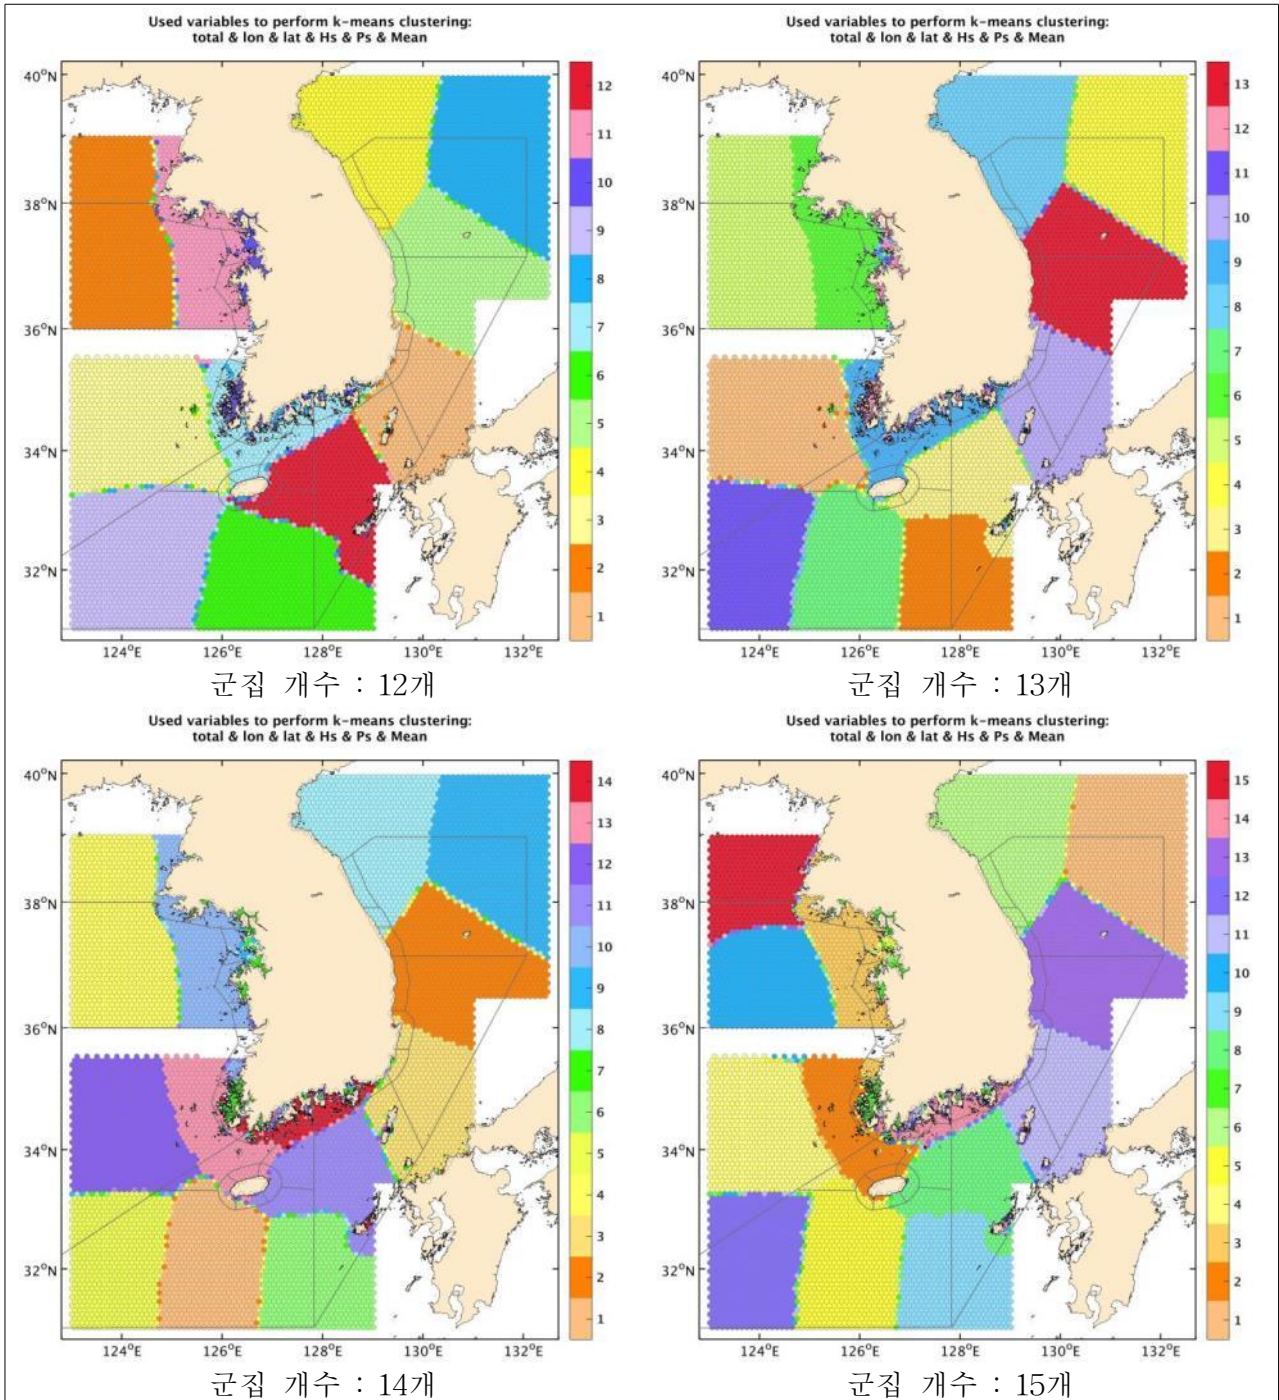 Used variables to perform k-means clustering:
total & lon & lat & Hs & Ps & Mean
40°N
38°N
36°N
34°N
32°N
124°E
126°E
128°E
130°E
132°E
12
11
10
9
8
7
6
5
4
3
2
1
군집 개수 : 12개
Used variables to perform k-means clustering:
total & lon & lat & Hs & Ps & Mean
40°N
38°N
36°N
34°N
32°N
124°E
126°E
128°E
130°E
132°E
13
12
11
10
9
8
7
6
5
4
3
2
1
군집 개수 : 13개
Used variables to perform k-means clustering:
total & lon & lat & Hs & Ps & Mean
40°N
38°N
36°N
34°N
32°N
124°E
126°E
128°E
130°E
132°E
14
13
12
11
10
9
8
7
6
5
4
3
2
1
군집 개수 : 14개
Used variables to perform k-means clustering:
total & lon & lat & Hs & Ps & Mean
40°N
38°N
36°N
34°N
32°N
124°E
126°E
128°E
130°E
132°E
15
14
13
12
11
10
9
8
7
6
5
4
3
2
1
군집 개수 : 15개